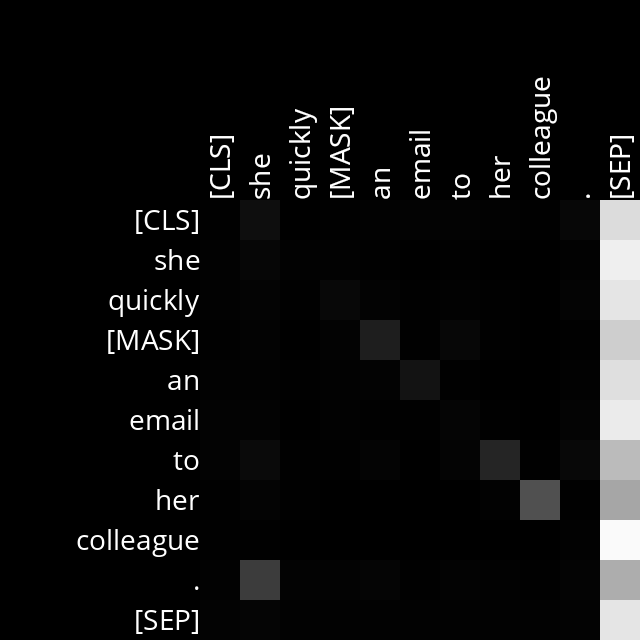 [CLS] she quickly [MASK] an email to her colleague . [SEP]
[CLS]
she
quickly
[MASK]
an
email
to
her
colleague
.
[SEP]